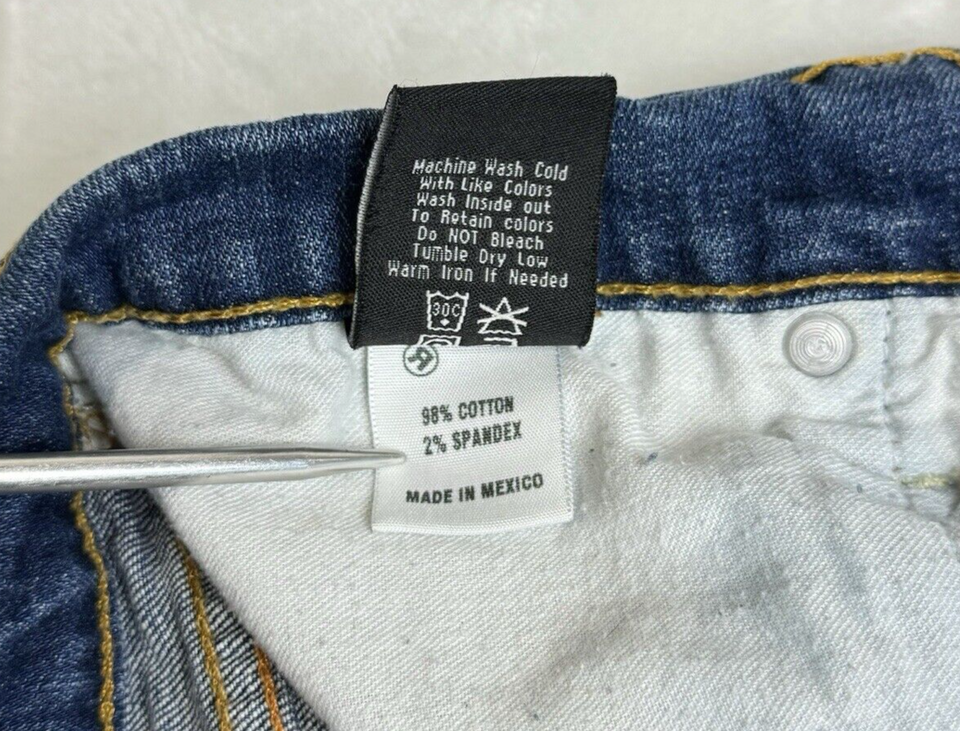 Machine Wash Cold
With Like Colors
Wash Inside out
To Retain colors
Do NOT Bleach
Tumble Dry Low
Warm Iron If Needed
30C
®
98% COTTON
2% SPANDEX
MADE IN MEXICO